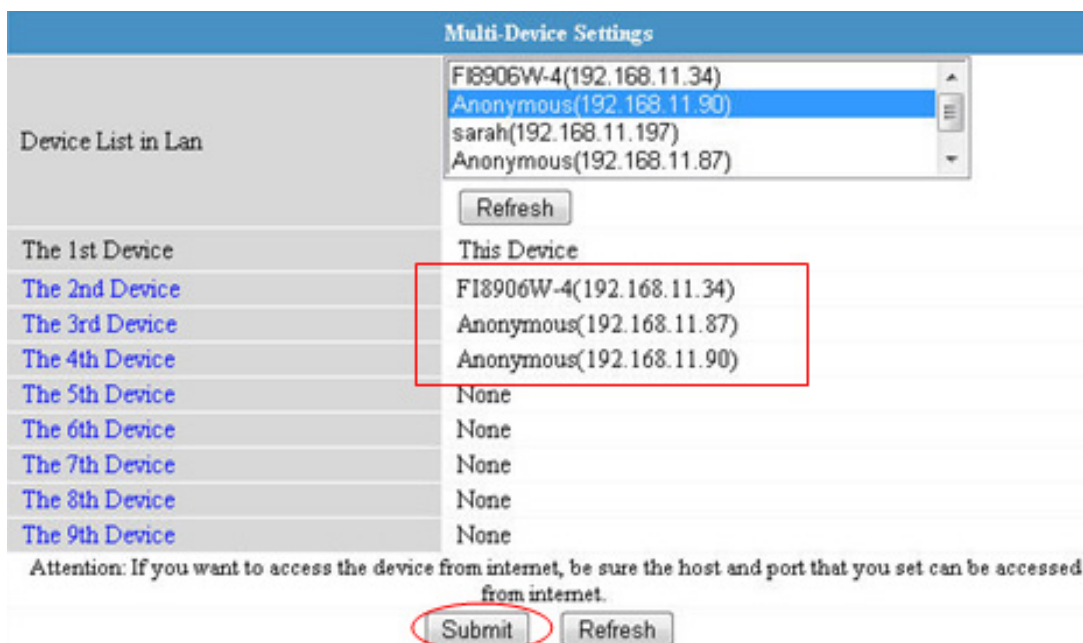 Multi-Device Settings
Device List in Lan
FI8906W-4(192.168.11.34)
Anonymous(192.168.11.90)
sarah(192.168.11.197)
Anonymous(192.168.11.87)
Refresh
The 1st Device This Device
The 2nd Device FI8906W-4(192.168.11.34)
The 3rd Device Anonymous(192.168.11.87)
The 4th Device Anonymous(192.168.11.90)
The 5th Device None
The 6th Device None
The 7th Device None
The 8th Device None
The 9th Device None
Attention: If you want to access the device from internet, be sure the host and port that you set can be accessed
from internet.
Submit Refresh